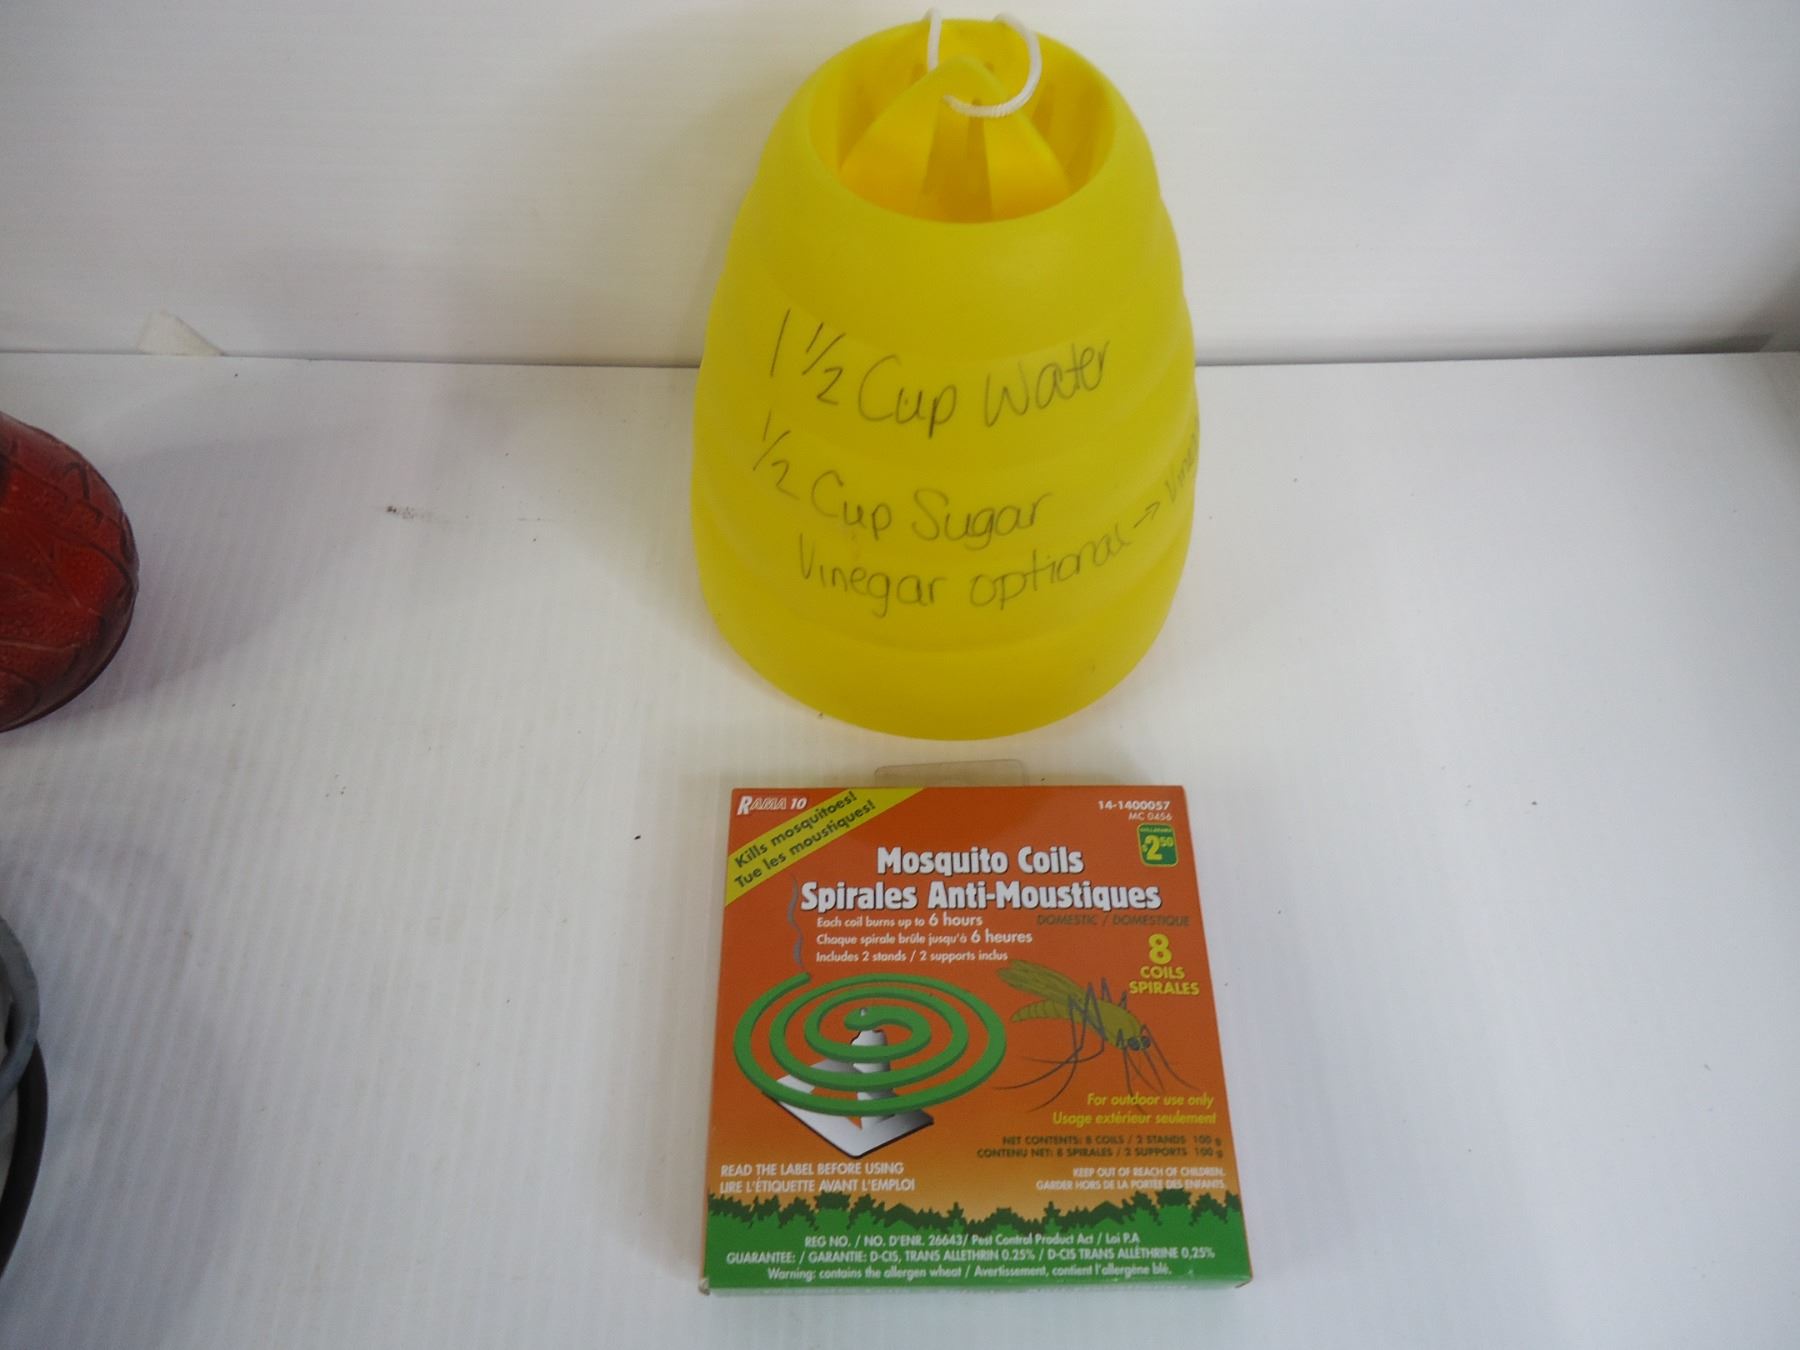 1 1/2 Cup Water
1/2 Cup Sugar
Vinegar optional →
RAMA 10
Kills mosquitoes!
Tue les moustiques!
14-1400057
MC 0456
$2.50
Mosquito Coils
Spirales Anti-Moustiques
DOMESTIC / DOMESTIQUE
Each coil burns up to 6 hours
Chaque spirale brûle jusqu'à 6 heures
Includes 2 stands / 2 supports inclus
8
COILS
SPIRALES
For outdoor use only
Usage extérieur seulement
NET CONTENTS: 8 COILS / 2 STANDS 100 g
CONTENU NET: 8 SPIRALES / 2 SUPPORTS 100 g
READ THE LABEL BEFORE USING
LIRE L'ÉTIQUETTE AVANT L'EMPLOI
KEEP OUT OF REACH OF CHILDREN.
GARDER HORS DE LA PORTÉE DES ENFANTS.
REG NO. / NO. D'ENR. 26643/ Pest Control Product Act / Loi P.A
GUARANTEE: / GARANTIE: D-CIS, TRANS ALLETHRIN 0.25% / D-CIS TRANS ALLÉTHRINE 0,25%
Warning: contains the allergen wheat / Avertissement, contient l'allergène blé.